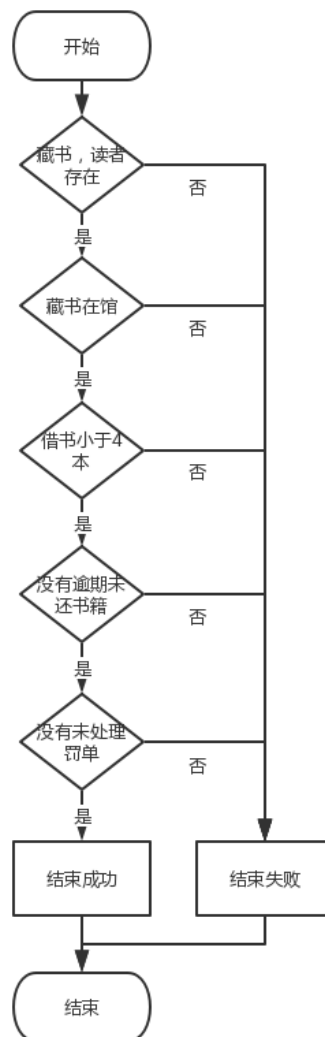 开始
藏书，读者
存在
否
是
藏书在馆
否
是
借书小于4
本
否
是
没有逾期未
还书籍
否
是
没有未处理
罚单
否
是
结束成功
结束失败
结束